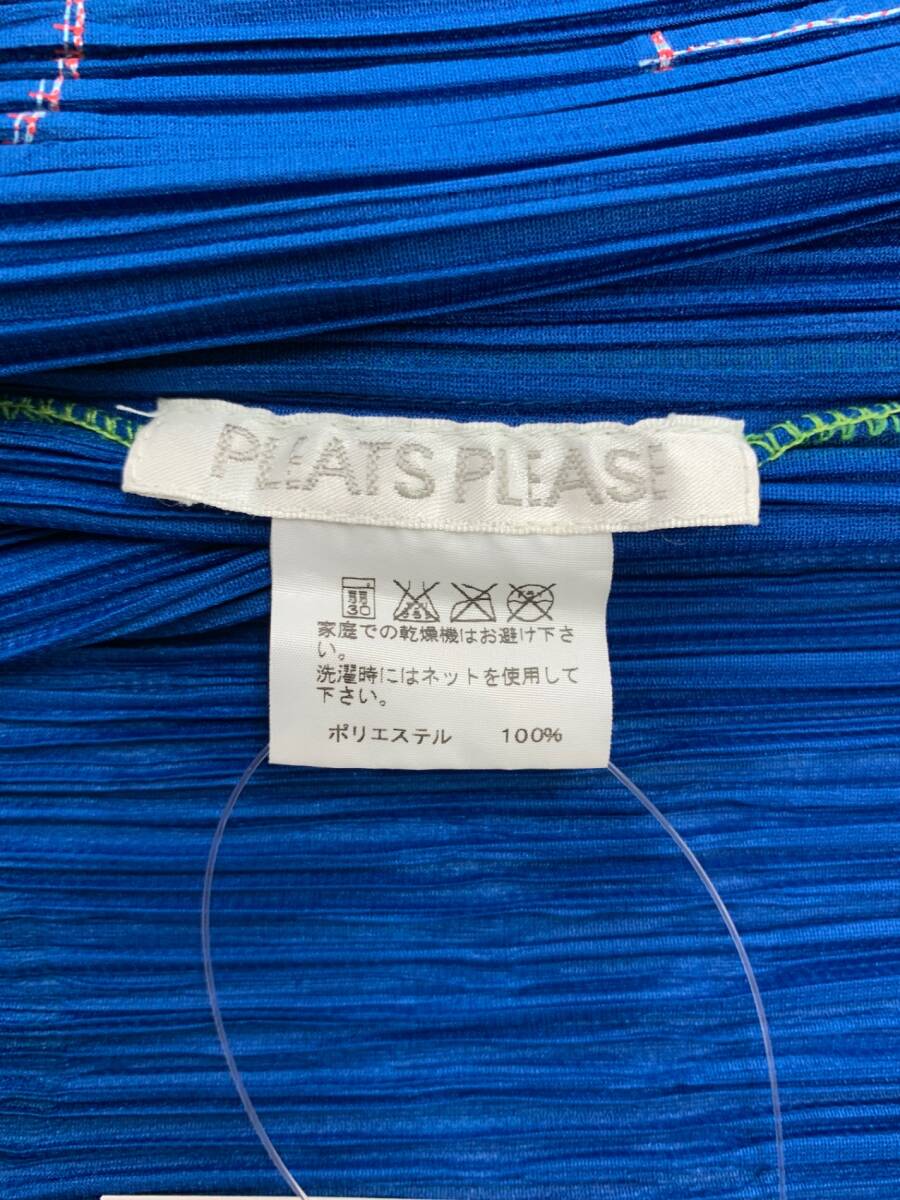 PLEATS PLEASE
30
家庭での乾燥機はお避け下さ
い。
洗濯時にはネットを使用して
下さい。
ポリエステル 100%